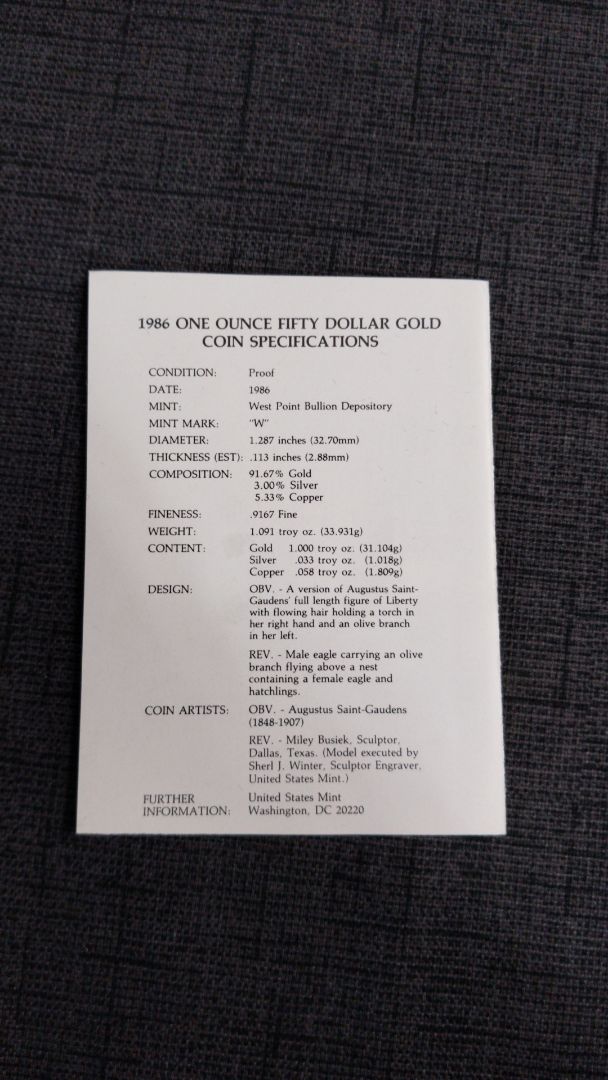 1986 ONE OUNCE FIFTY DOLLAR GOLD
COIN SPECIFICATIONS
CONDITION: Proof
DATE: 1986
MINT: West Point Bullion Depository
MINT MARK: "W"
DIAMETER: 1.287 inches (32.70mm)
THICKNESS (EST): .113 inches (2.88mm)
COMPOSITION: 91.67% Gold
3.00% Silver
5.33% Copper
FINENESS: .9167 Fine
WEIGHT: 1.091 troy oz. (33.931g)
CONTENT: Gold 1.000 troy oz. (31.104g)
Silver .033 troy oz. (1.018g)
Copper .058 troy oz. (1.809g)
DESIGN: OBV. - A version of Augustus Saint-
Gaudens' full length figure of Liberty
with flowing hair holding a torch in
her right hand and an olive branch
in her left.
REV. - Male eagle carrying an olive
branch flying above a nest
containing a female eagle and
hatchlings.
COIN ARTISTS: OBV. - Augustus Saint-Gaudens
(1848-1907)
REV. - Miley Busiek, Sculptor,
Dallas, Texas. (Model executed by
Sherl J. Winter, Sculptor Engraver,
United States Mint.)
FURTHER United States Mint
INFORMATION: Washington, DC 20220